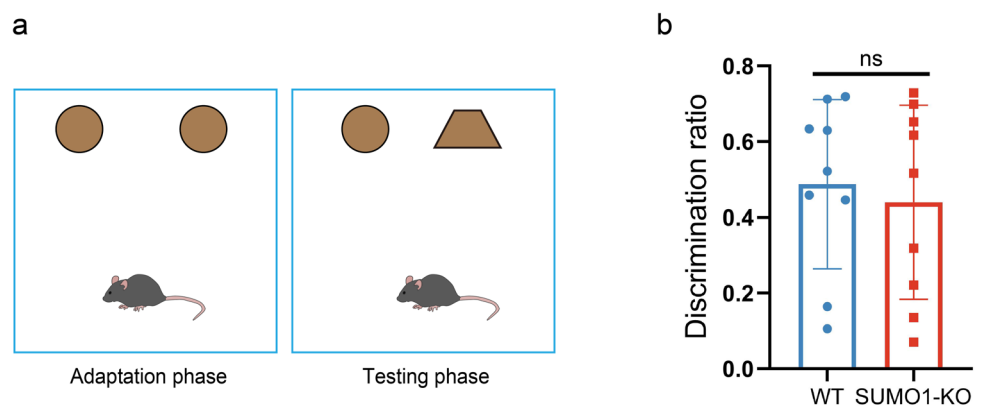 a
Adaptation phase
Testing phase
b
ns
Discrimination ratio
0.8
0.6
0.4
0.2
0.0
WT
SUMO1-KO